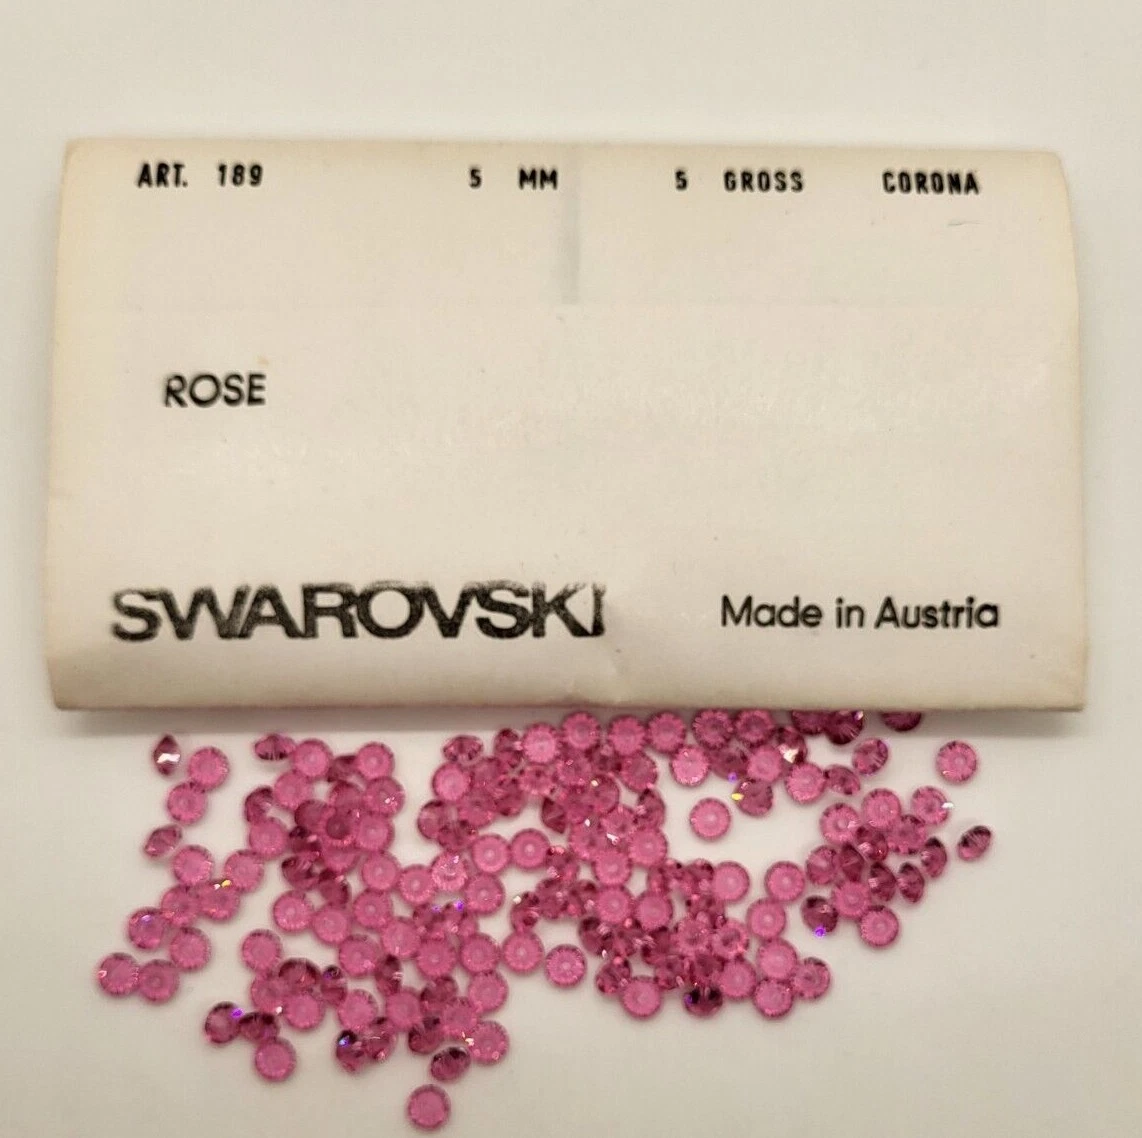 ART. 189 5 MM 5 GROSS CORONA
ROSE
SWAROVSKI Made in Austria